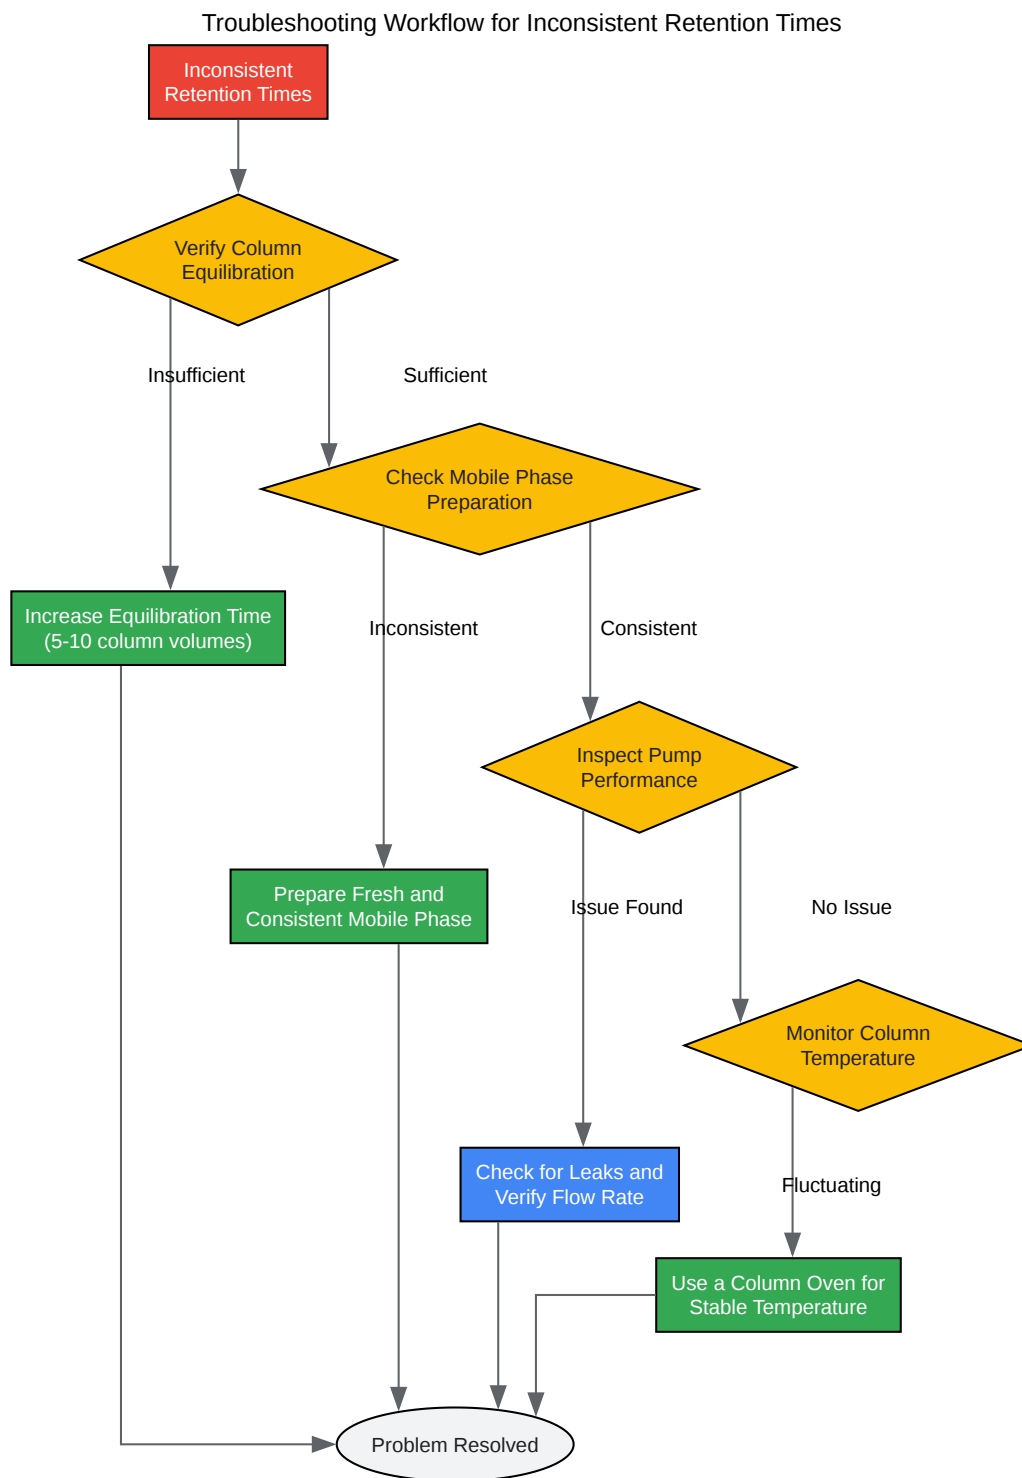 Troubleshooting Workflow for Inconsistent Retention Times
Inconsistent
Retention Times
Verify Column
Equilibration
Insufficient
Sufficient
Check Mobile Phase
Preparation
Increase Equilibration Time
(5-10 column volumes)
Inconsistent
Consistent
Inspect Pump
Performance
Prepare Fresh and
Consistent Mobile Phase
Issue Found
No Issue
Monitor Column
Temperature
Check for Leaks and
Verify Flow Rate
Fluctuating
Use a Column Oven for
Stable Temperature
Problem Resolved